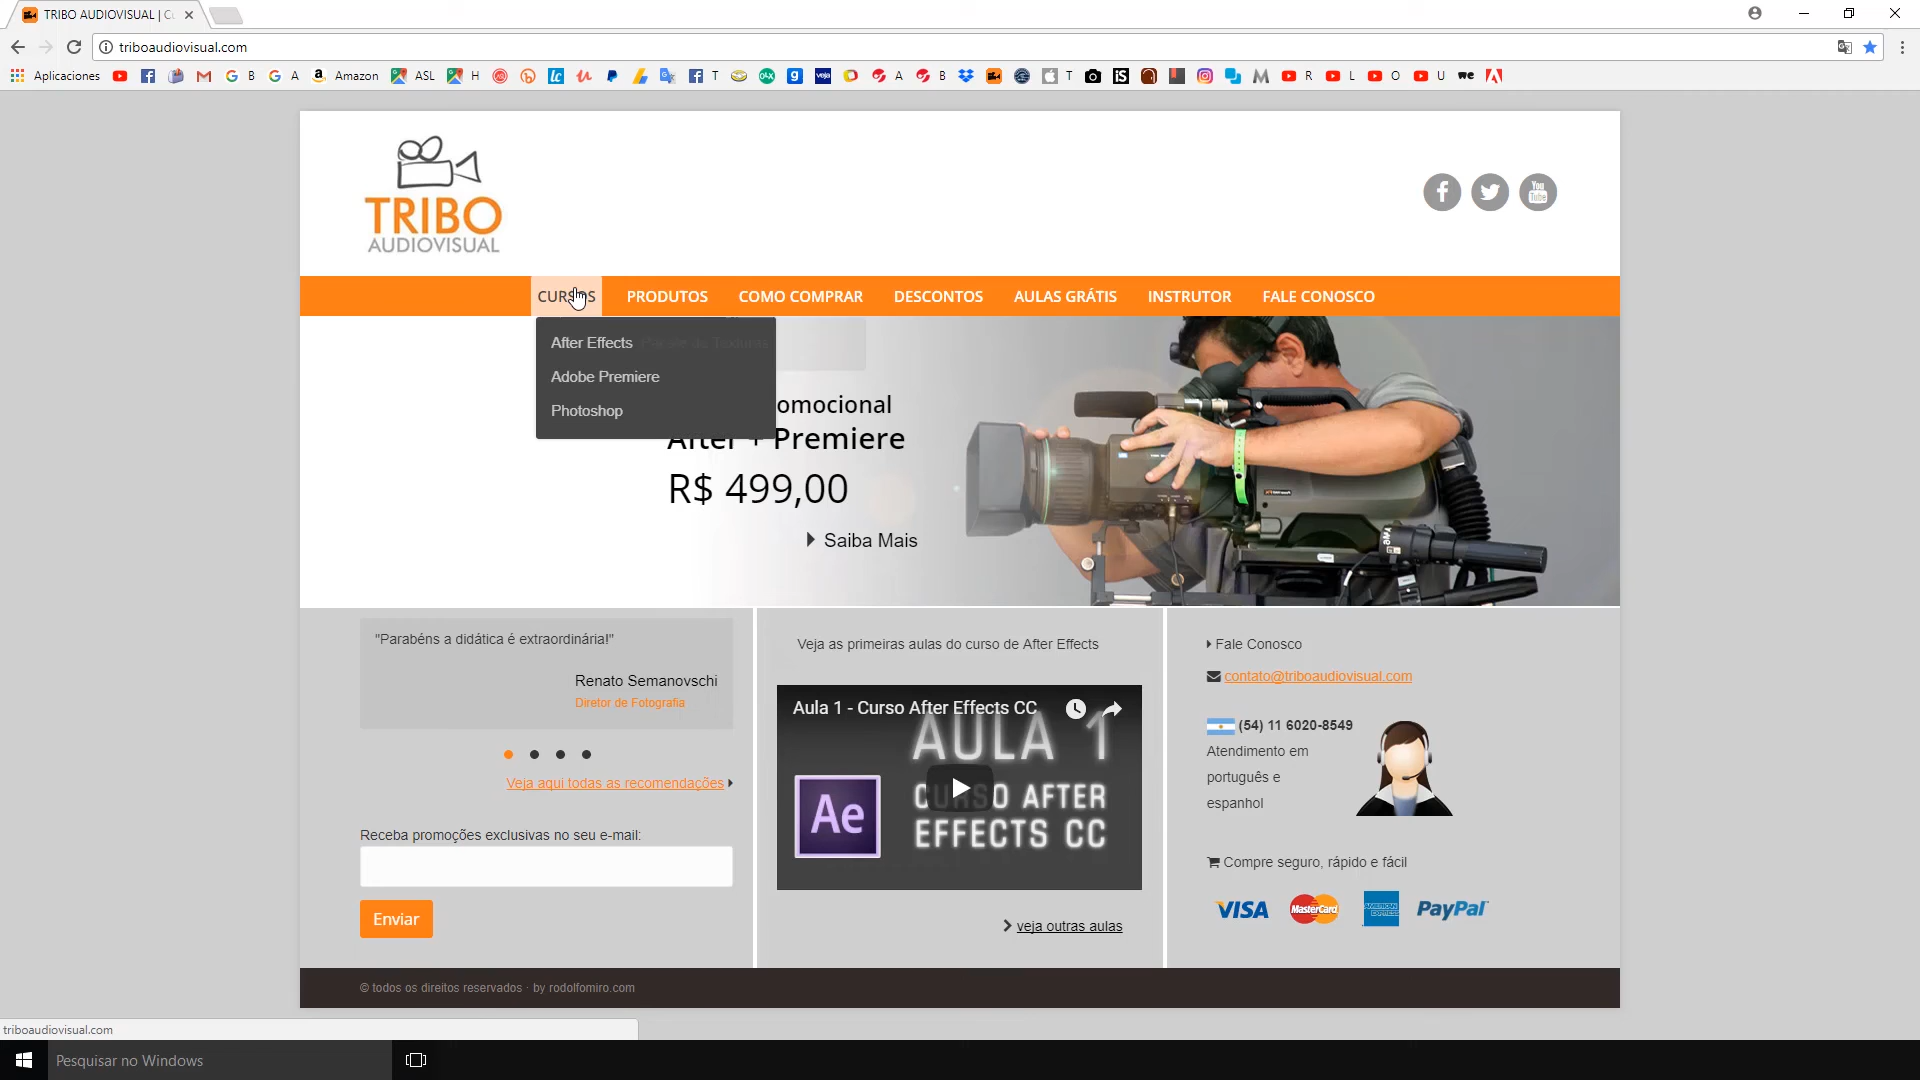 TRIBO AUDIOVISUAL | C
triboaudiovisual.com
Aplicaciones B A Amazon ASL H T A B T R L O U
TRIBO
AUDIOVISUAL
CURSOS PRODUTOS COMO COMPRAR DESCONTOS AULAS GRÁTIS INSTRUTOR FALE CONOSCO
After Effects
Adobe Premiere
Photoshop
omocional
After + Premiere
R$ 499,00
Saiba Mais
"Parabéns a didática é extraordinária!"
Renato Semanovschi
Diretor de Fotografia
Veja aqui todas as recomendações
Receba promoções exclusivas no seu e-mail:
Enviar
Veja as primeiras aulas do curso de After Effects
Aula 1 - Curso After Effects CC
AULA 1
Ae
CURSO AFTER
EFFECTS CC
veja outras aulas
Fale Conosco
contato@triboaudiovisual.com
(54) 11 6020-8549
Atendimento em
português e
espanhol
Compre seguro, rápido e fácil
VISA MasterCard AMERICAN EXPRESS PayPal
© todos os direitos reservados · by rodolfomiro.com
triboaudiovisual.com
Pesquisar no Windows